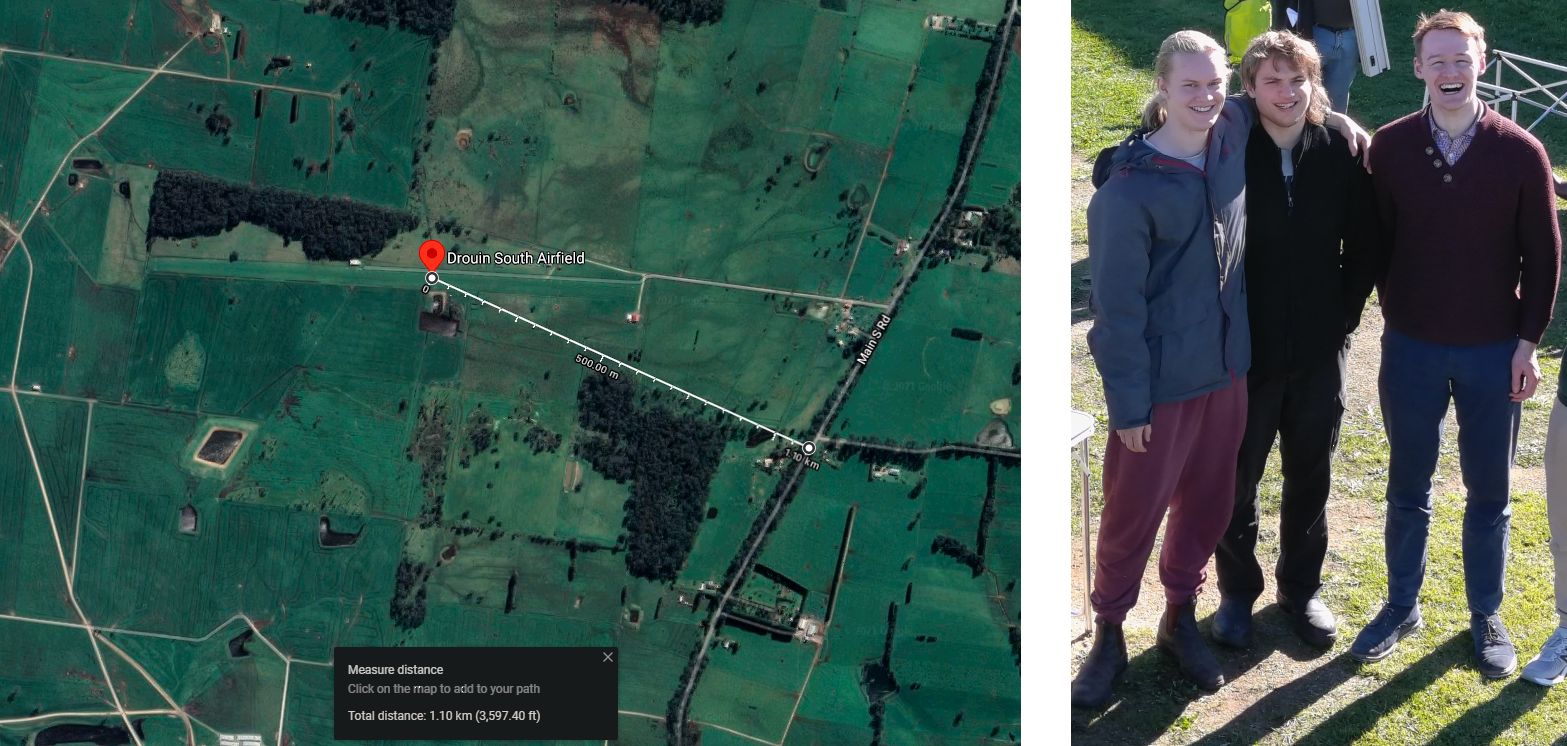 Drouin South Airfield
0
500.00 m
Main S Rd
1.10 km
Measure distance
Click on the map to add to your path
Total distance: 1.10 km (3,597.40 ft)